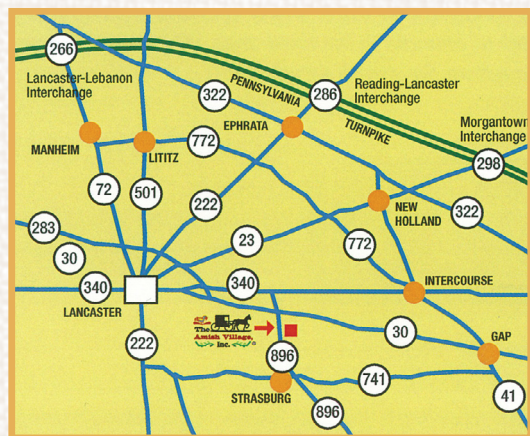 266
Lancaster-Lebanon
Interchange
322
PENNSYLVANIA
286
Reading-Lancaster
Interchange
TURNPIKE
Morgantown
Interchange
298
MANHEIM
LITITZ
772
EPHRATA
72
501
222
NEW
HOLLAND
322
283
30
23
772
340
340
INTERCOURSE
LANCASTER
The
Amish Village,
Inc.
222
896
30
GAP
STRASBURG
741
41
896